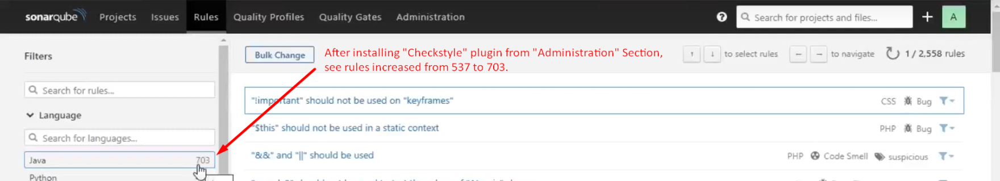 sonarqube Projects Issues Rules Quality Profiles Quality Gates Administration ? Search for projects and files... + A
Filters
Bulk Change
After installing "Checkstyle" plugin from "Administration" Section,
see rules increased from 537 to 703.
↑ ↓ to select rules ← → to navigate 1 / 2,558 rules
Search for rules...
Language
Search for languages...
Java 703
Python
"!important" should not be used on "keyframes" CSS Bug
"$this" should not be used in a static context PHP Bug
"&&" and "||" should be used PHP Code Smell suspicious